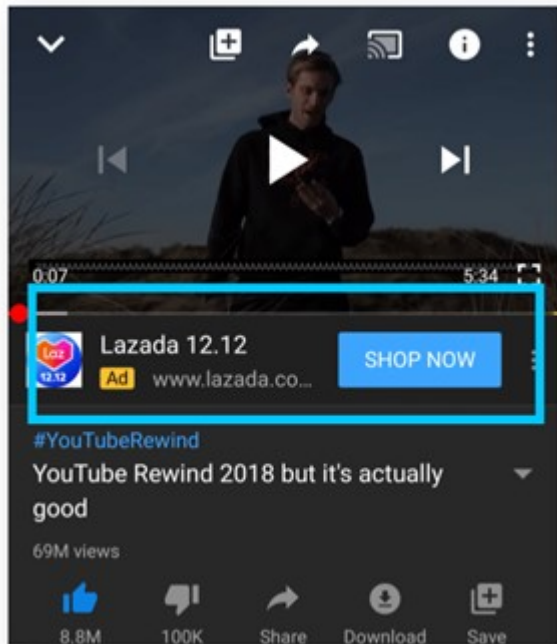 0:07 5:34
Lazada 12.12
Laz
12.12
Ad www.lazada.co...
SHOP NOW
#YouTubeRewind
YouTube Rewind 2018 but it's actually
good
69M views
8.8M 100K Share Download Save